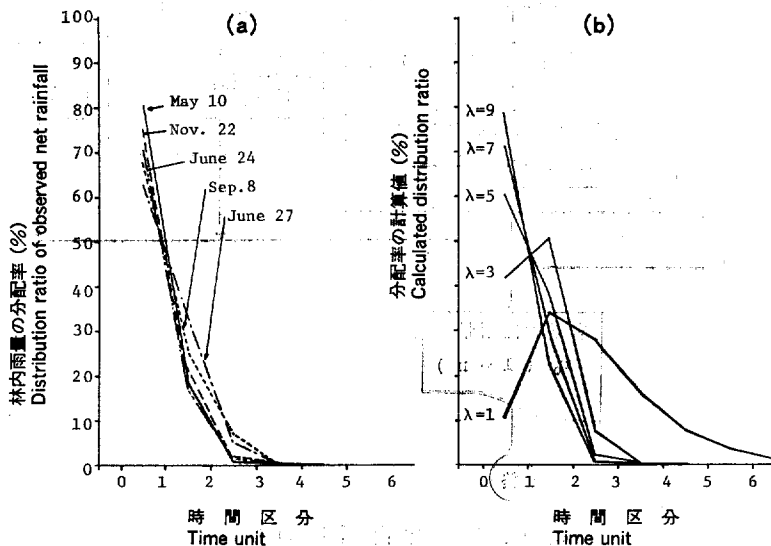 (a)
100
90
80
70
60
50
40
30
20
10
0
May 10
Nov. 22
June 24
Sep.8
June 27
林内雨量の分配率 (%)
Distribution ratio of observed net rainfall
0 1 2 3 4 5 6
時間区分
Time unit
(b)
λ=9
λ=7
λ=5
λ=3
λ=1
分配率の計算値 (%)
Calculated distribution ratio
0 1 2 3 4 5 6
時間区分
Time unit